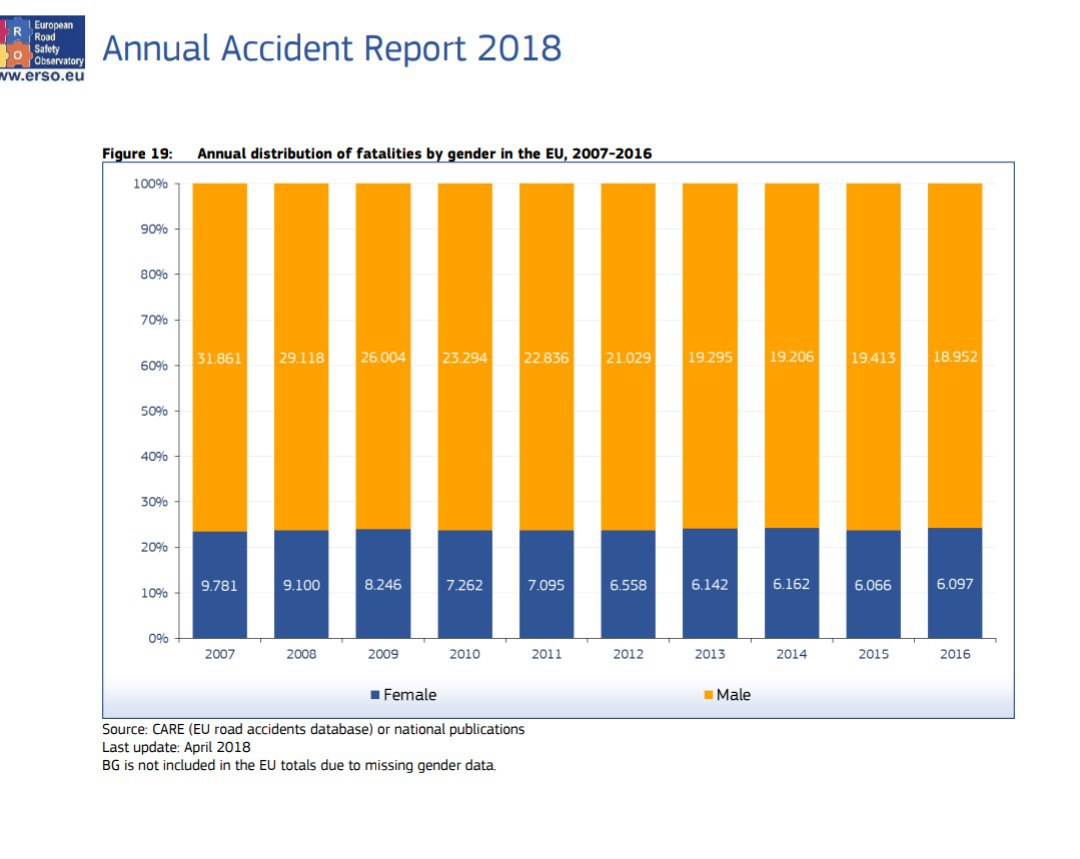 European
R
Road
Safety
O
Observatory
ww.erso.eu
Annual Accident Report 2018
Figure 19: Annual distribution of fatalities by gender in the EU, 2007-2016
100%
90%
80%
70%
60%
50%
40%
30%
20%
10%
0%
31.861 29.118 26.004 23.294 22.836 21.029 19.295 19.206 19.413 18.952
9.781 9.100 8.246 7.262 7.095 6.558 6.142 6.162 6.066 6.097
2007 2008 2009 2010 2011 2012 2013 2014 2015 2016
Female Male
Source: CARE (EU road accidents database) or national publications
Last update: April 2018
BG is not included in the EU totals due to missing gender data.